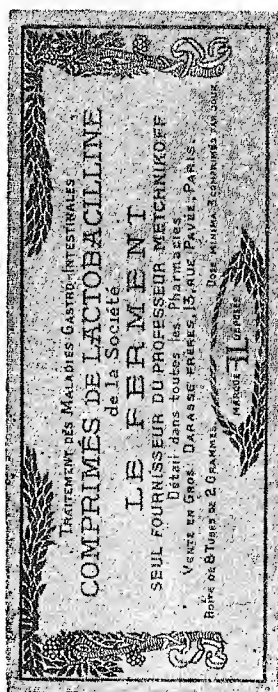 TRAITEMENT DES MALADIES GASTRO-INTESTINALES
COMPRIMÉS DE LACTOBACILLINE
de la Société
LE FERMENT
SEUL FOURNISSEUR DU PROFESSEUR METCHNIKOFF
Détail dans toutes les Pharmacies
VENTE EN GROS. DARASSE FRÈRES, 13, RUE PAVÉE, PARIS.
BOITE DE 8 TUBES DE 2 GRAMMES.
DOSE MINIMA 3 COMPRIMÉS PAR JOUR
MARQUE
DÉPOSÉE